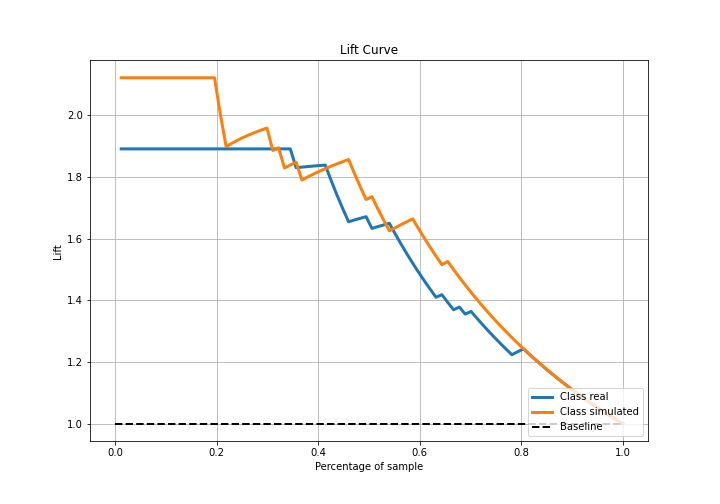 Lift Curve
Lift
2.0
1.8
1.6
1.4
1.2
1.0
0.0 0.2 0.4 0.6 0.8 1.0
Percentage of sample
Class real
Class simulated
Baseline